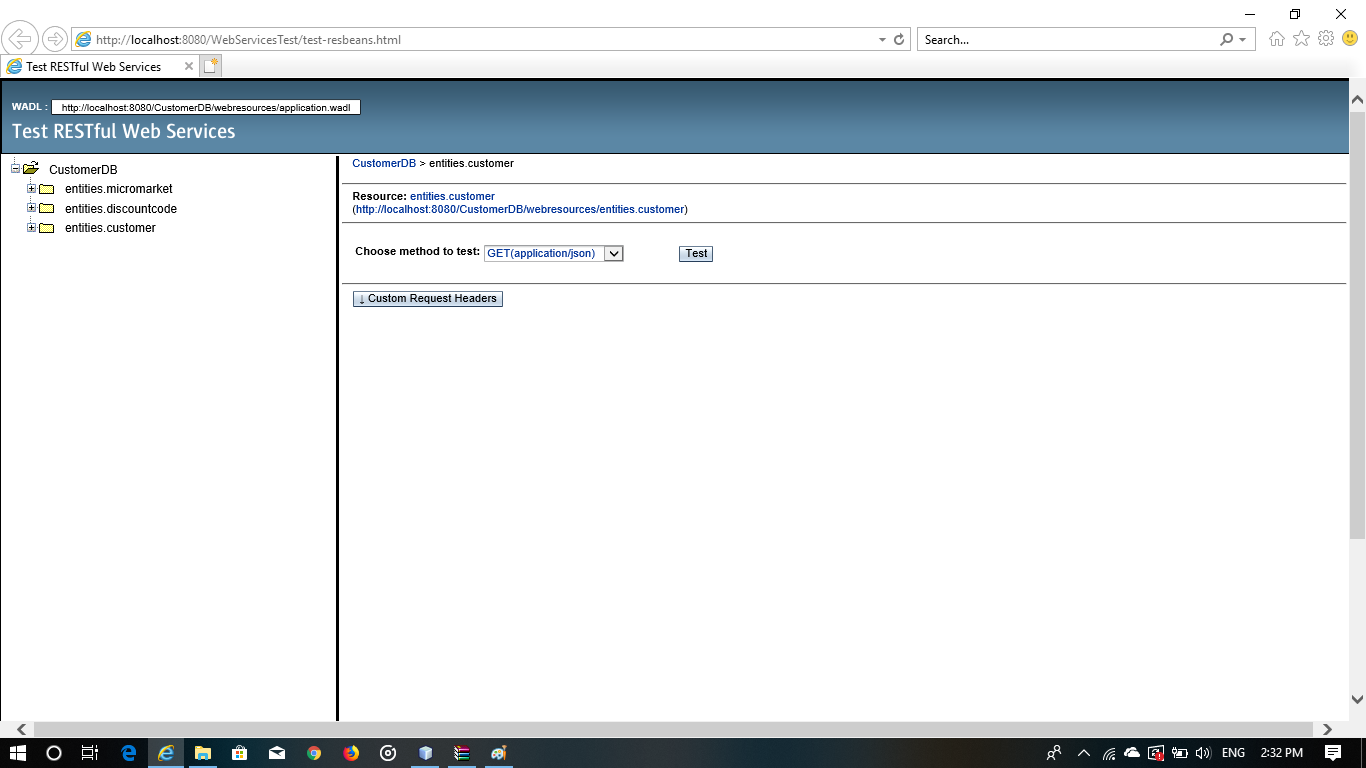 http://localhost:8080/WebServicesTest/test-resbeans.html
Search...
Test RESTful Web Services
WADL : http://localhost:8080/CustomerDB/webresources/application.wadl
Test RESTful Web Services
CustomerDB
entities.micromarket
entities.discountcode
entities.customer
CustomerDB > entities.customer
Resource: entities.customer
(http://localhost:8080/CustomerDB/webresources/entities.customer)
Choose method to test: GET(application/json) Test
↓ Custom Request Headers
ENG 2:32 PM